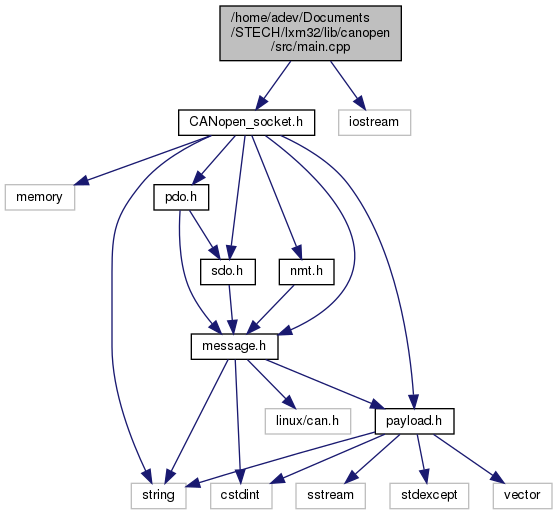 /home/adev/Documents
/STECH/lxm32/lib/canopen
/src/main.cpp
CANopen_socket.h
iostream
memory
pdo.h
sdo.h
nmt.h
message.h
linux/can.h
payload.h
string
cstdint
sstream
stdexcept
vector